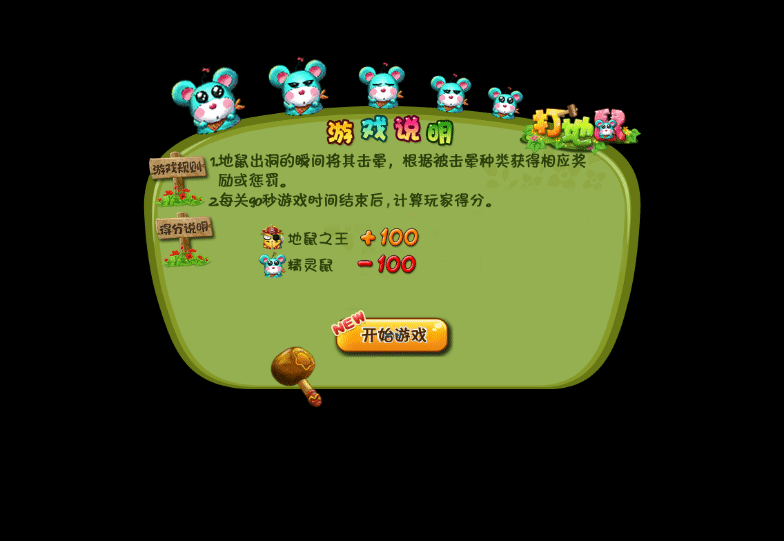 游戏说明
打地鼠
游戏规则
1.地鼠出洞的瞬间将其击晕，根据被击晕种类获得相应奖
励或惩罚。
2.每关90秒游戏时间结束后,计算玩家得分。
得分说明
地鼠之王 +100
精灵鼠 -100
NEW
开始游戏